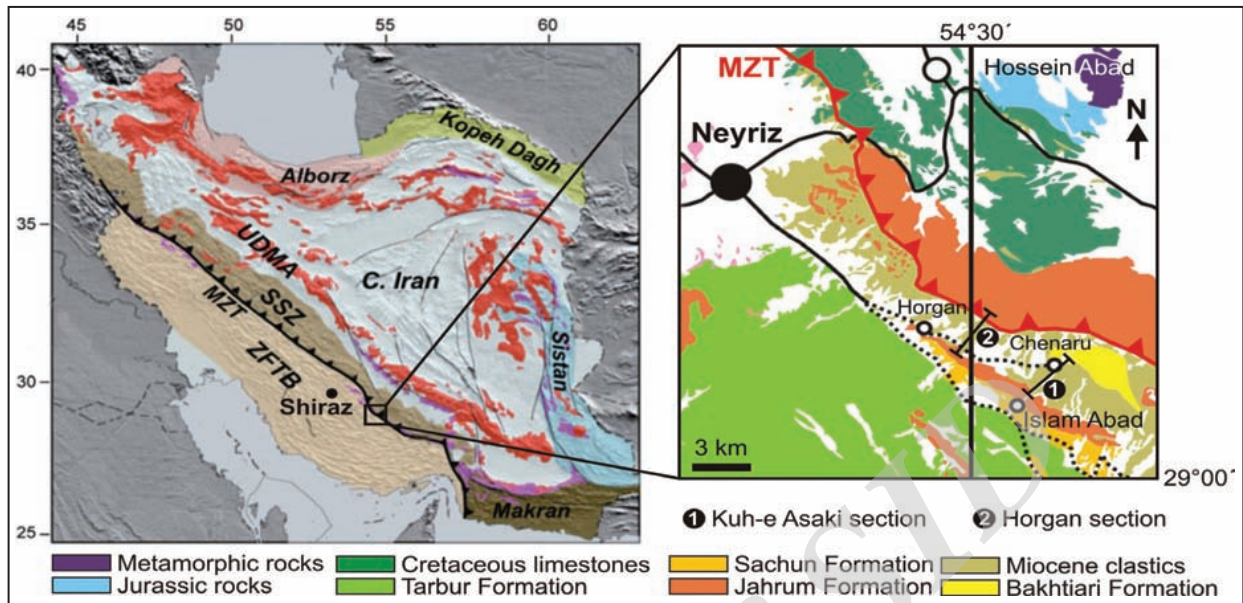 45
50
55
60
40
35
30
25
Kopeh Dagh
Alborz
UDMA
SSZ
MZT
C. Iran
ZFTB
Sistan
Shiraz
Makran
54°30´
MZT
Hossein Abad
N
Neyriz
Horgan
2
Chenaru
1
Islam Abad
3 km
29°00´
1 Kuh-e Asaki section
2 Horgan section
Metamorphic rocks
Cretaceous limestones
Sachun Formation
Miocene clastics
Jurassic rocks
Tarbur Formation
Jahrum Formation
Bakhtiari Formation